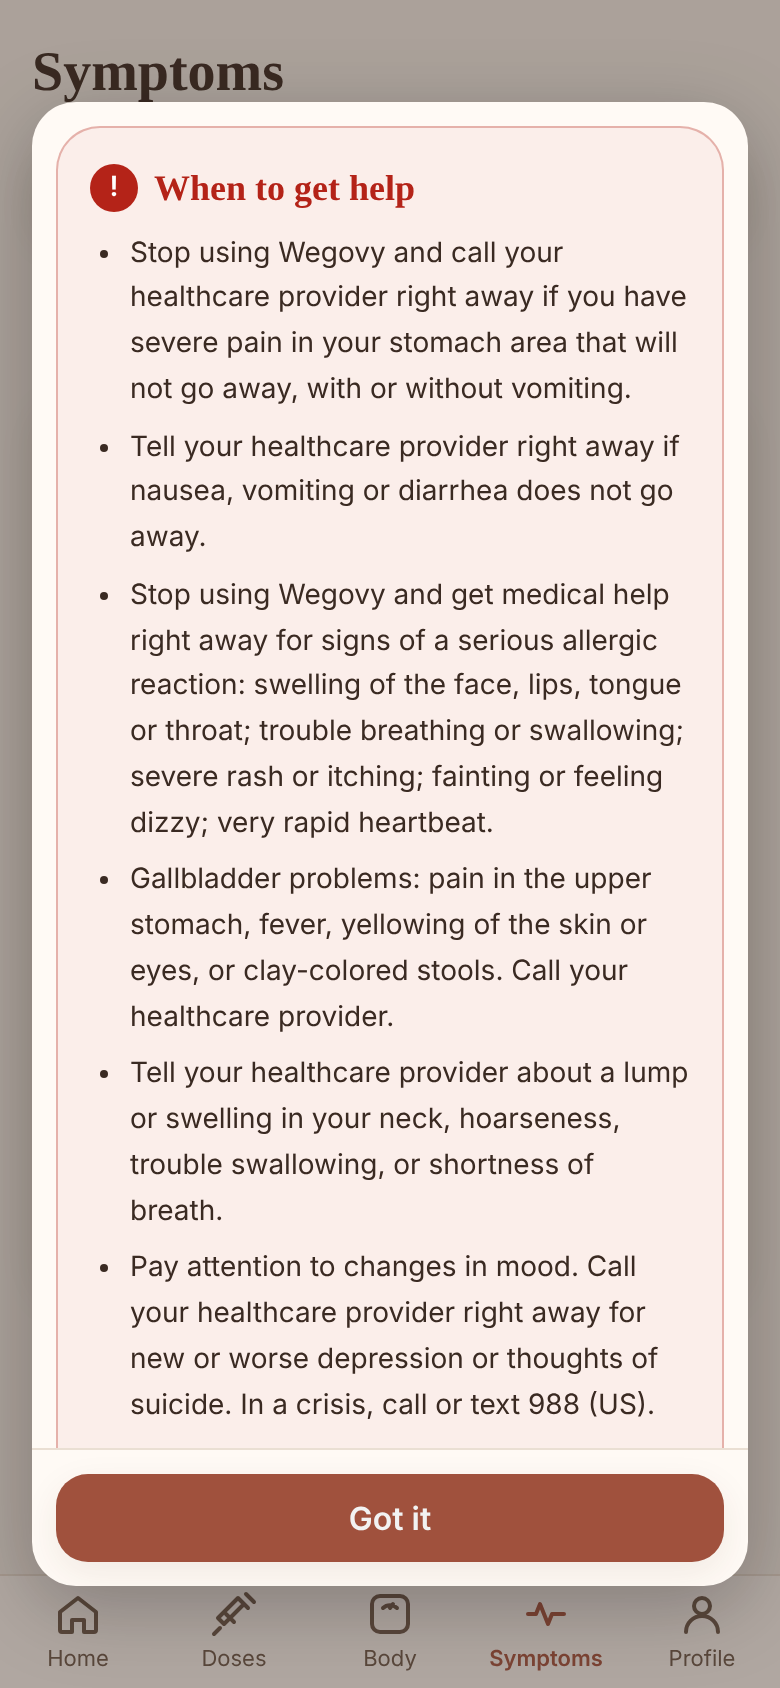 Symptoms
!
When to get help
• Stop using Wegovy and call your
healthcare provider right away if you have
severe pain in your stomach area that will
not go away, with or without vomiting.
• Tell your healthcare provider right away if
nausea, vomiting or diarrhea does not go
away.
• Stop using Wegovy and get medical help
right away for signs of a serious allergic
reaction: swelling of the face, lips, tongue
or throat; trouble breathing or swallowing;
severe rash or itching; fainting or feeling
dizzy; very rapid heartbeat.
• Gallbladder problems: pain in the upper
stomach, fever, yellowing of the skin or
eyes, or clay-colored stools. Call your
healthcare provider.
• Tell your healthcare provider about a lump
or swelling in your neck, hoarseness,
trouble swallowing, or shortness of
breath.
• Pay attention to changes in mood. Call
your healthcare provider right away for
new or worse depression or thoughts of
suicide. In a crisis, call or text 988 (US).
Got it
Home
Doses
Body
Symptoms
Profile